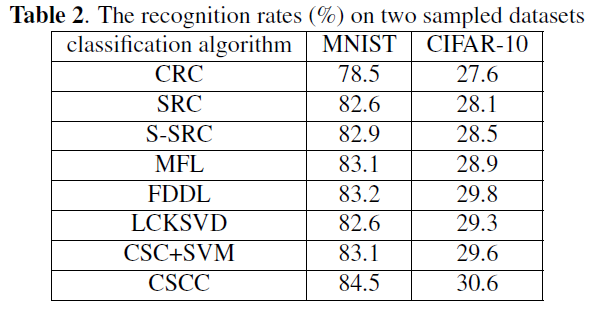 Table 2. The recognition rates (%) on two sampled datasets
classification algorithm MNIST CIFAR-10
CRC 78.5 27.6
SRC 82.6 28.1
S-SRC 82.9 28.5
MFL 83.1 28.9
FDDL 83.2 29.8
LCKSVD 82.6 29.3
CSC+SVM 83.1 29.6
CSCC 84.5 30.6